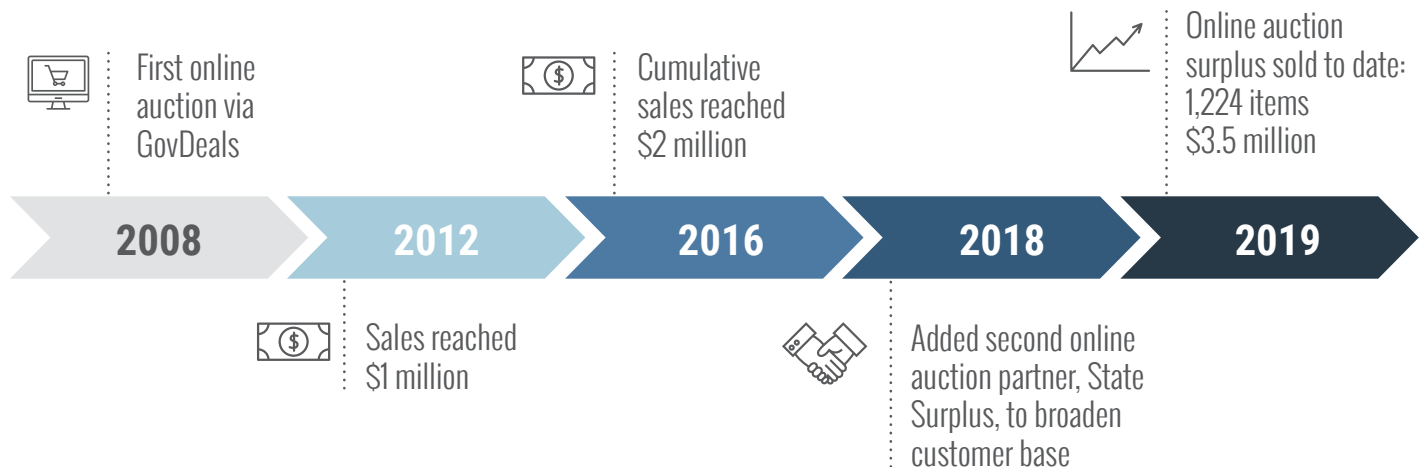 First online
auction via
GovDeals
Cumulative
sales reached
$2 million
Online auction
surplus sold to date:
1,224 items
$3.5 million
2008
2012
2016
2018
2019
Sales reached
$1 million
Added second online
auction partner, State
Surplus, to broaden
customer base